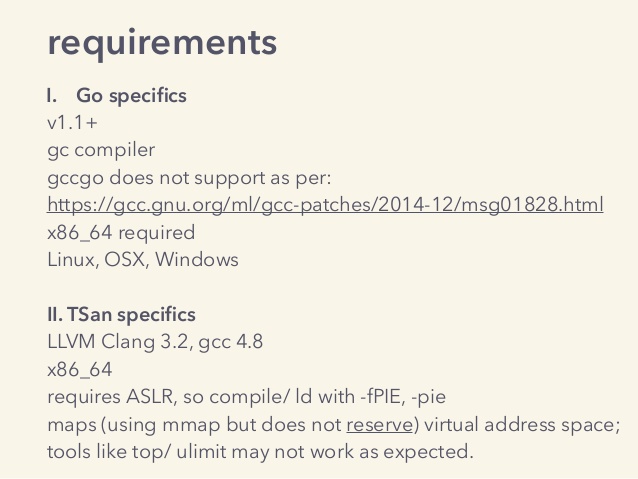 requirements
I. Go specifics
v1.1+
gc compiler
gccgo does not support as per:
https://gcc.gnu.org/ml/gcc-patches/2014-12/msg01828.html
x86_64 required
Linux, OSX, Windows
II. TSan specifics
LLVM Clang 3.2, gcc 4.8
x86_64
requires ASLR, so compile/ ld with -fPIE, -pie
maps (using mmap but does not reserve) virtual address space;
tools like top/ ulimit may not work as expected.